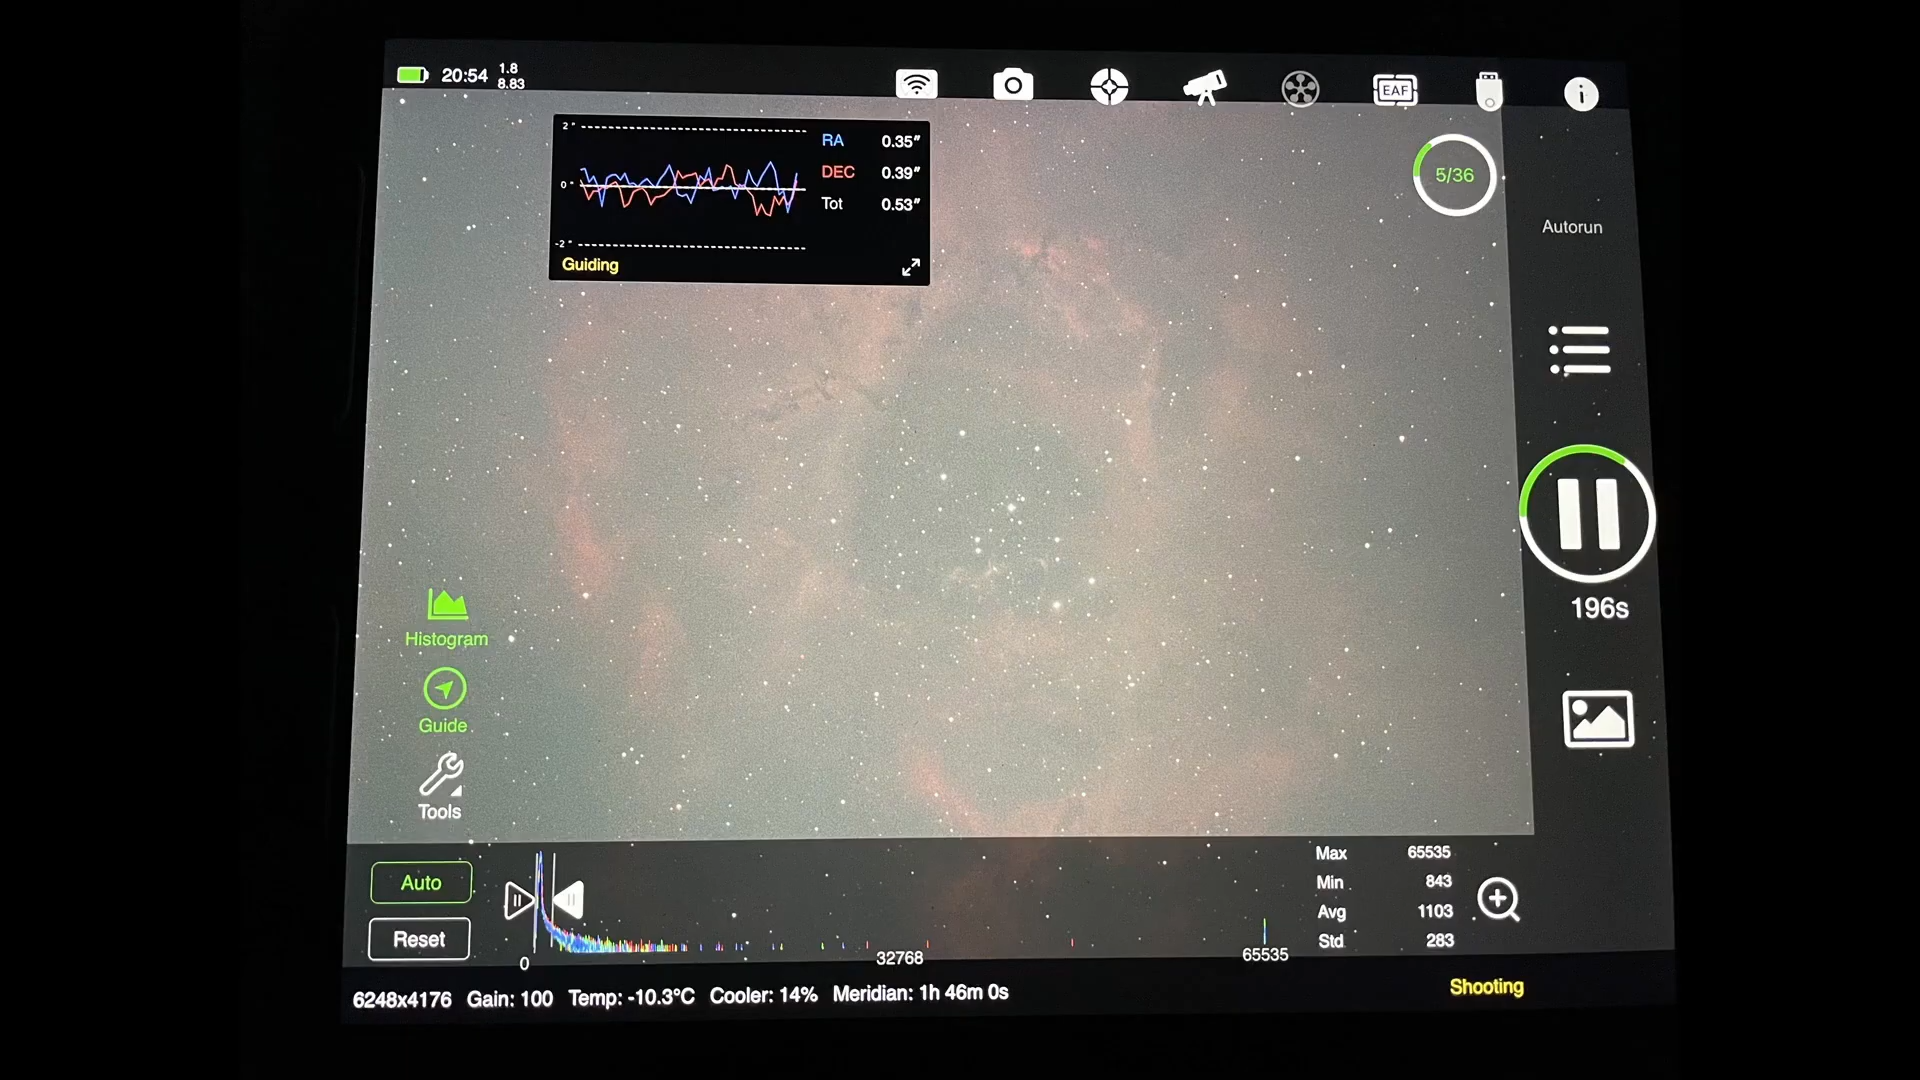 20:54 1.8
8.83
EAF
2" RA 0.35"
DEC 0.39"
0"
Tot 0.53"
-2"
Guiding
5/36
Autorun
196s
Histogram
Guide
Tools
Auto
Reset
0
32768
65535
Max 65535
Min 843
Avg 1103
Std 283
6248x4176 Gain: 100 Temp: -10.3°C Cooler: 14% Meridian: 1h 46m 0s
Shooting